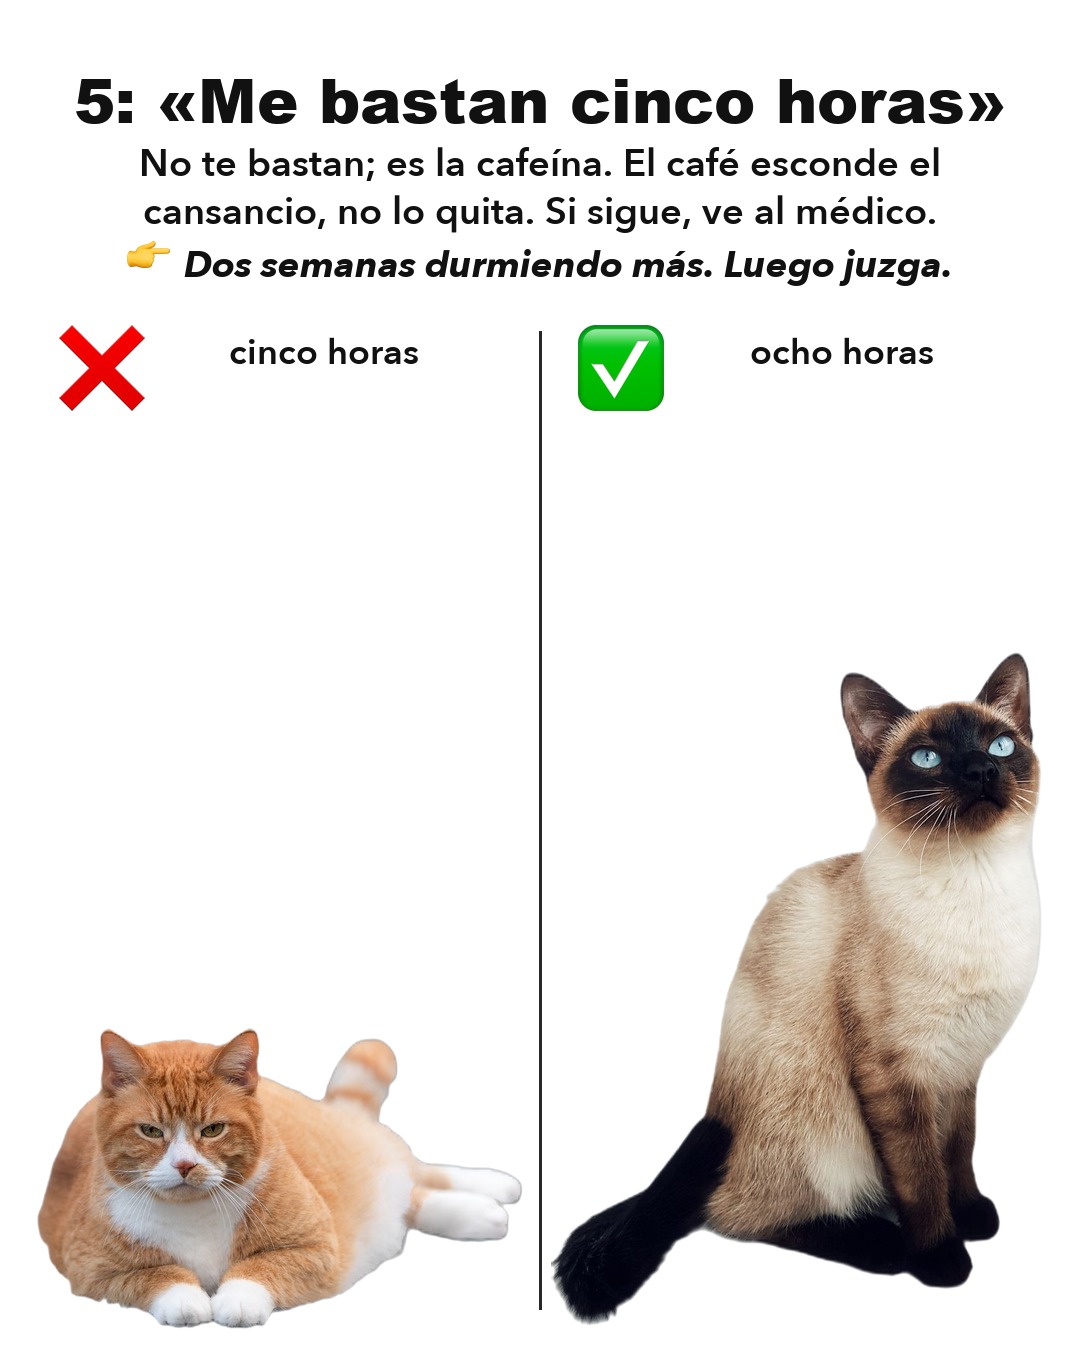 5: «Me bastan cinco horas»
No te bastan; es la cafeína. El café esconde el
cansancio, no lo quita. Si sigue, ve al médico.
👉 Dos semanas durmiendo más. Luego juzga.
❌ cinco horas
✅ ocho horas